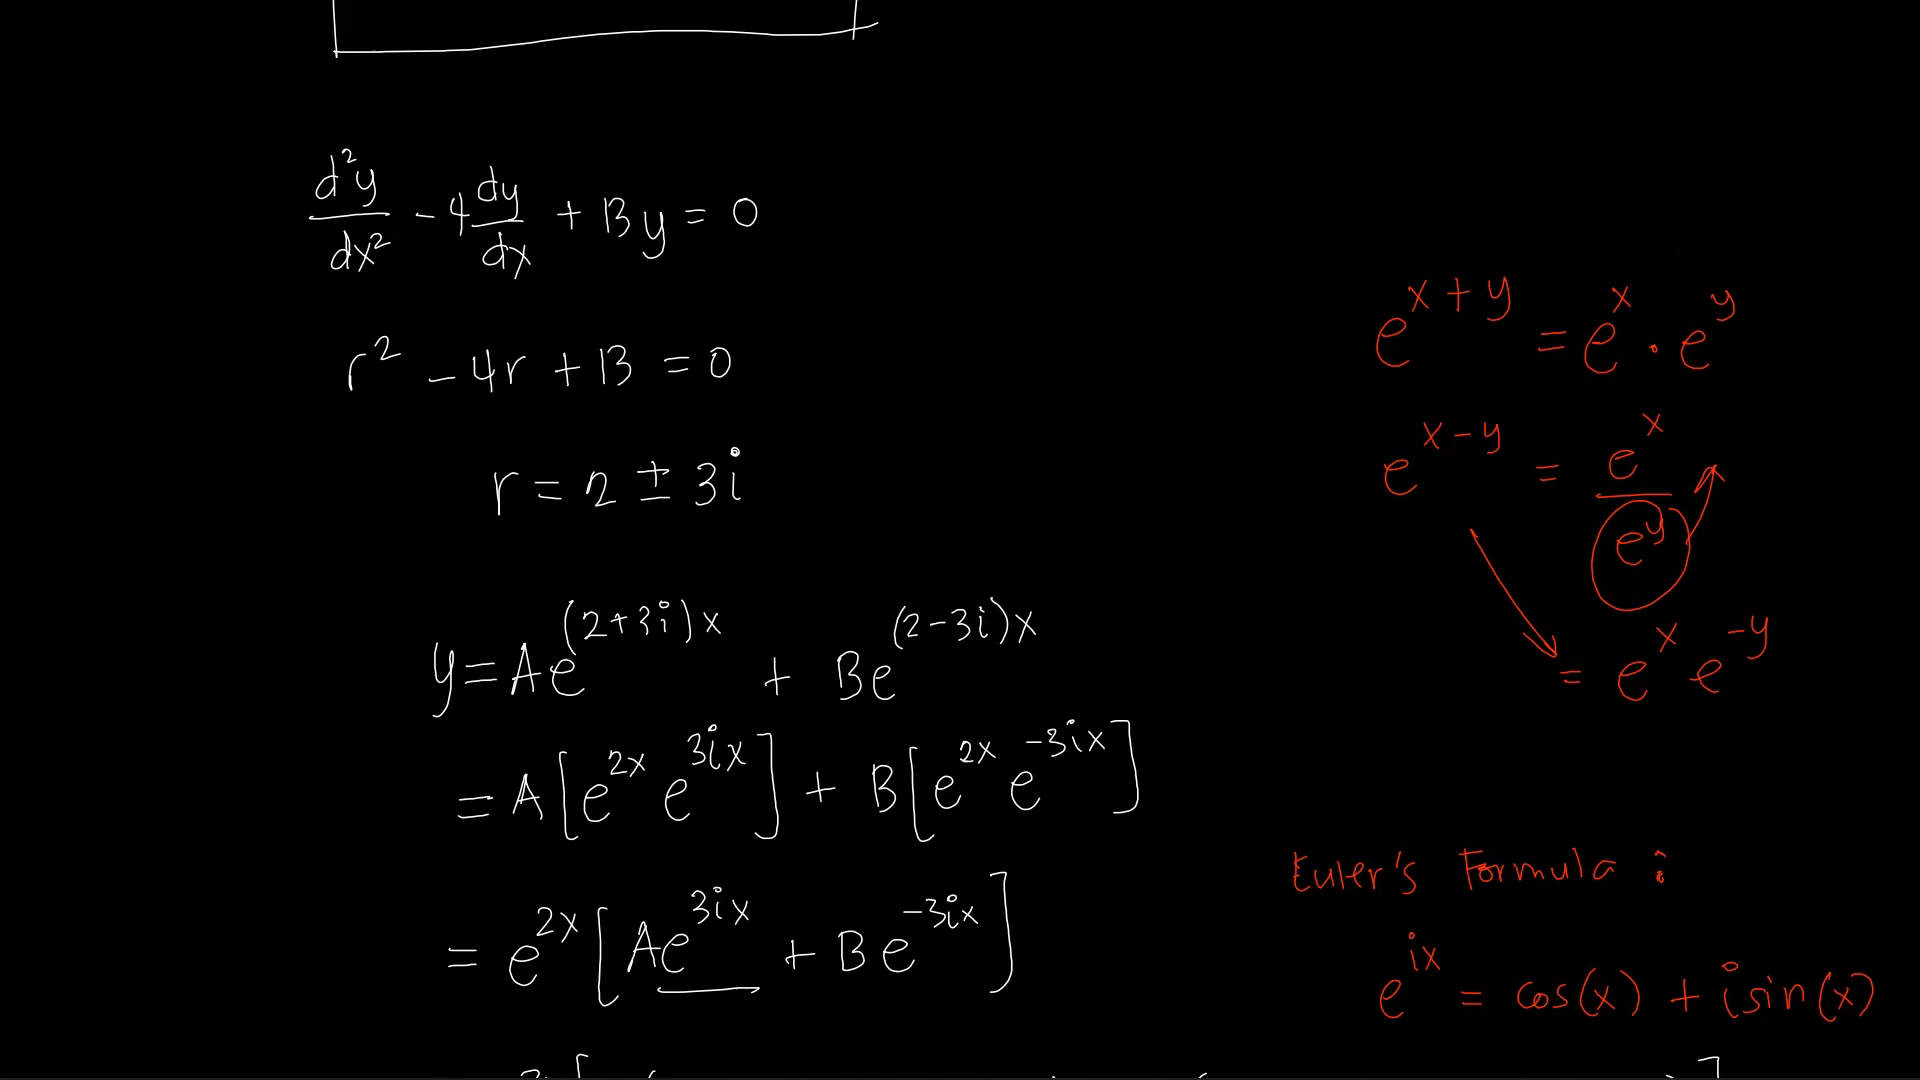 d²y/dx² - 4 dy/dx + 13y = 0
r² - 4r + 13 = 0
r = 2 ± 3i
y = Ae^(2+3i)x + Be^(2-3i)x
= A[e^2x e^3ix] + B[e^2x e^-3ix]
= e^2x [Ae^3ix + Be^-3ix]
e^x+y = e^x · e^y
e^x-y = e^x/e^y
= e^x e^-y
Euler's Formula :
e^ix = cos(x) + isin(x)